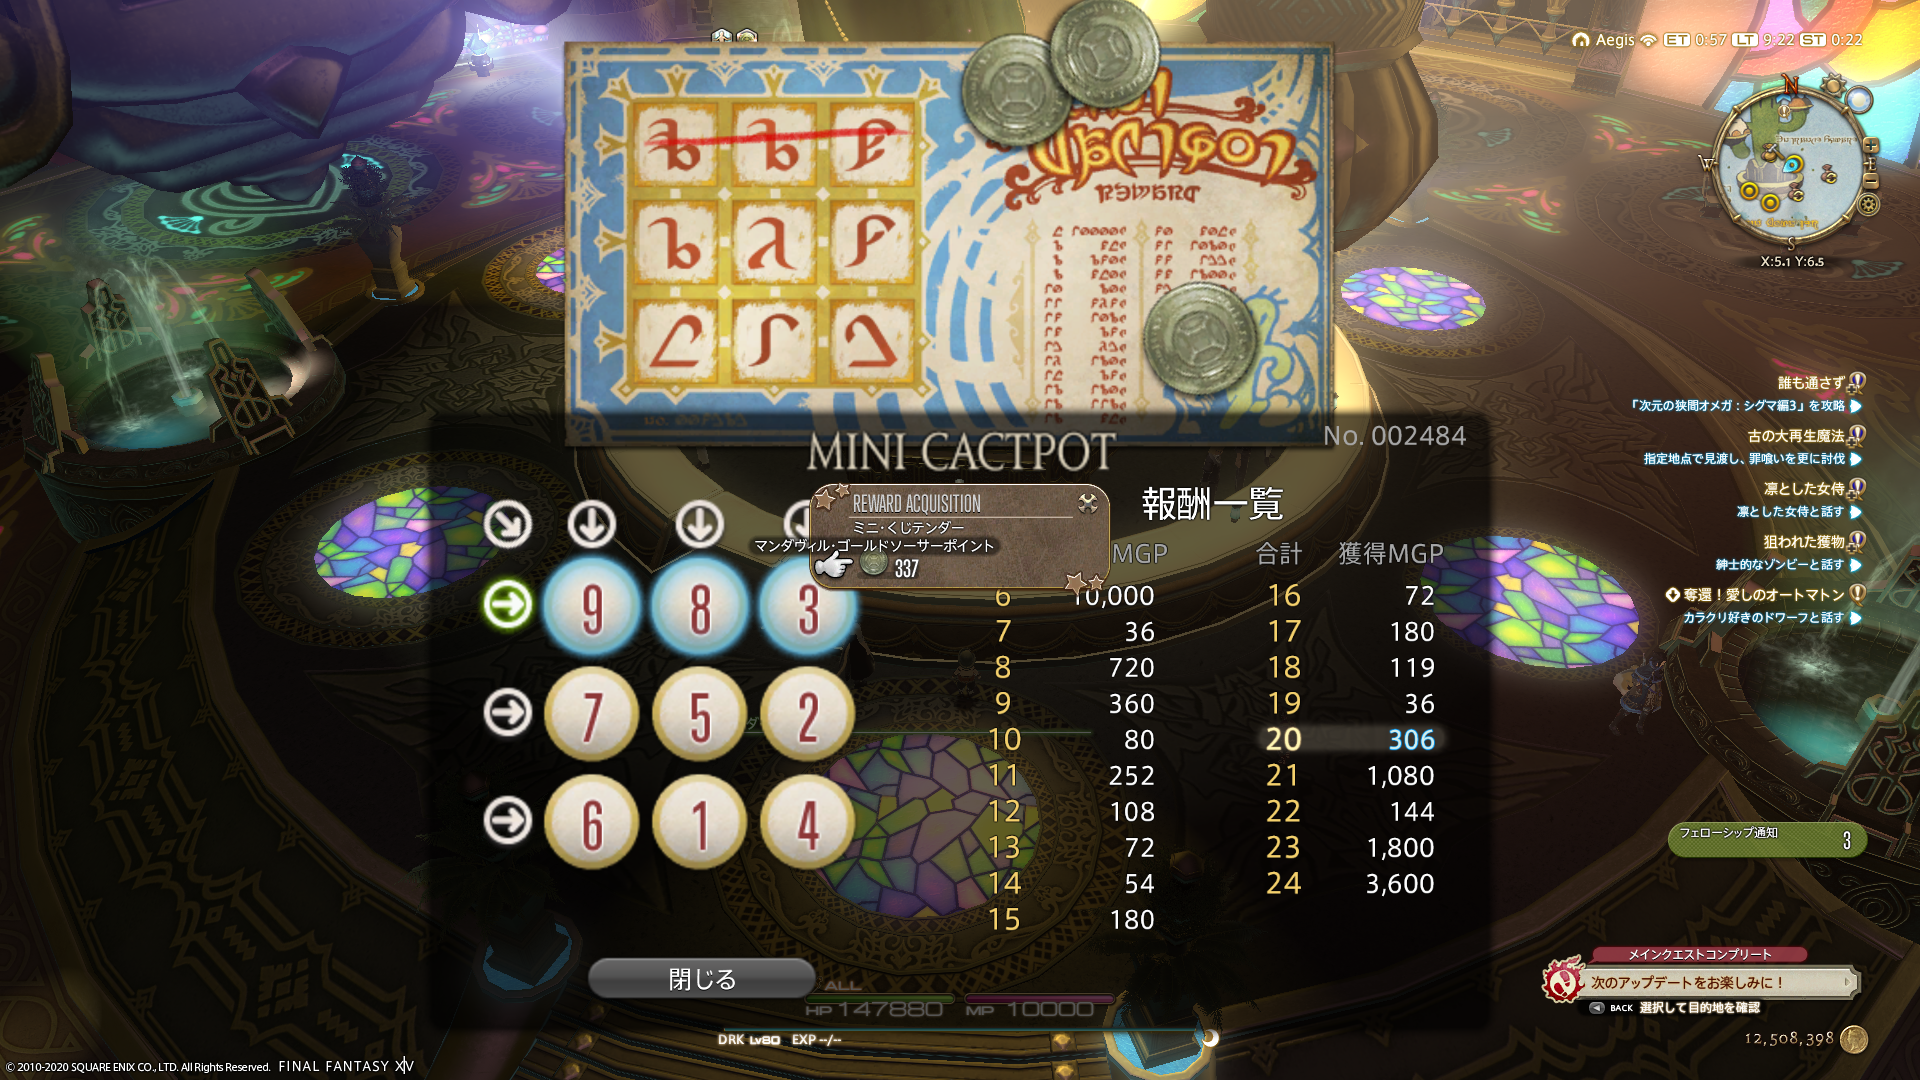 Aegis ET 0:57 LT 9:22 ST 0:22
N
W
E
S
X:5.1 Y:6.5
誰も通さず
「次元の狭間オメガ：シグマ編3」を攻略
古の大再生魔法
指定地点で見渡し、罪喰いを更に討伐
凛とした女侍
凛とした女侍と話す
狙われた獲物
紳士的なゾンビーと話す
奪還！愛しのオートマトン
カラクリ好きのドワーフと話す
MINI CACTPOT
No. 002484
REWARD ACQUISITION
ミニ・くじテンダー
マンダヴィル・ゴールドソーサーポイント
337
報酬一覧
MGP 合計 獲得MGP
9 8 3
7 5 2
6 1 4
6 10,000 16 72
7 36 17 180
8 720 18 119
9 360 19 36
10 80 20 306
11 252 21 1,080
12 108 22 144
13 72 23 1,800
14 54 24 3,600
15 180
閉じる
ALL
HP 147880 MP 10000
DRK Lv80 EXP --/--
フェローシップ通知 3
メインクエストコンプリート
次のアップデートをお楽しみに！
BACK 選択して目的地を確認
12,508,398
© 2010-2020 SQUARE ENIX CO., LTD. All Rights Reserved. FINAL FANTASY XIV